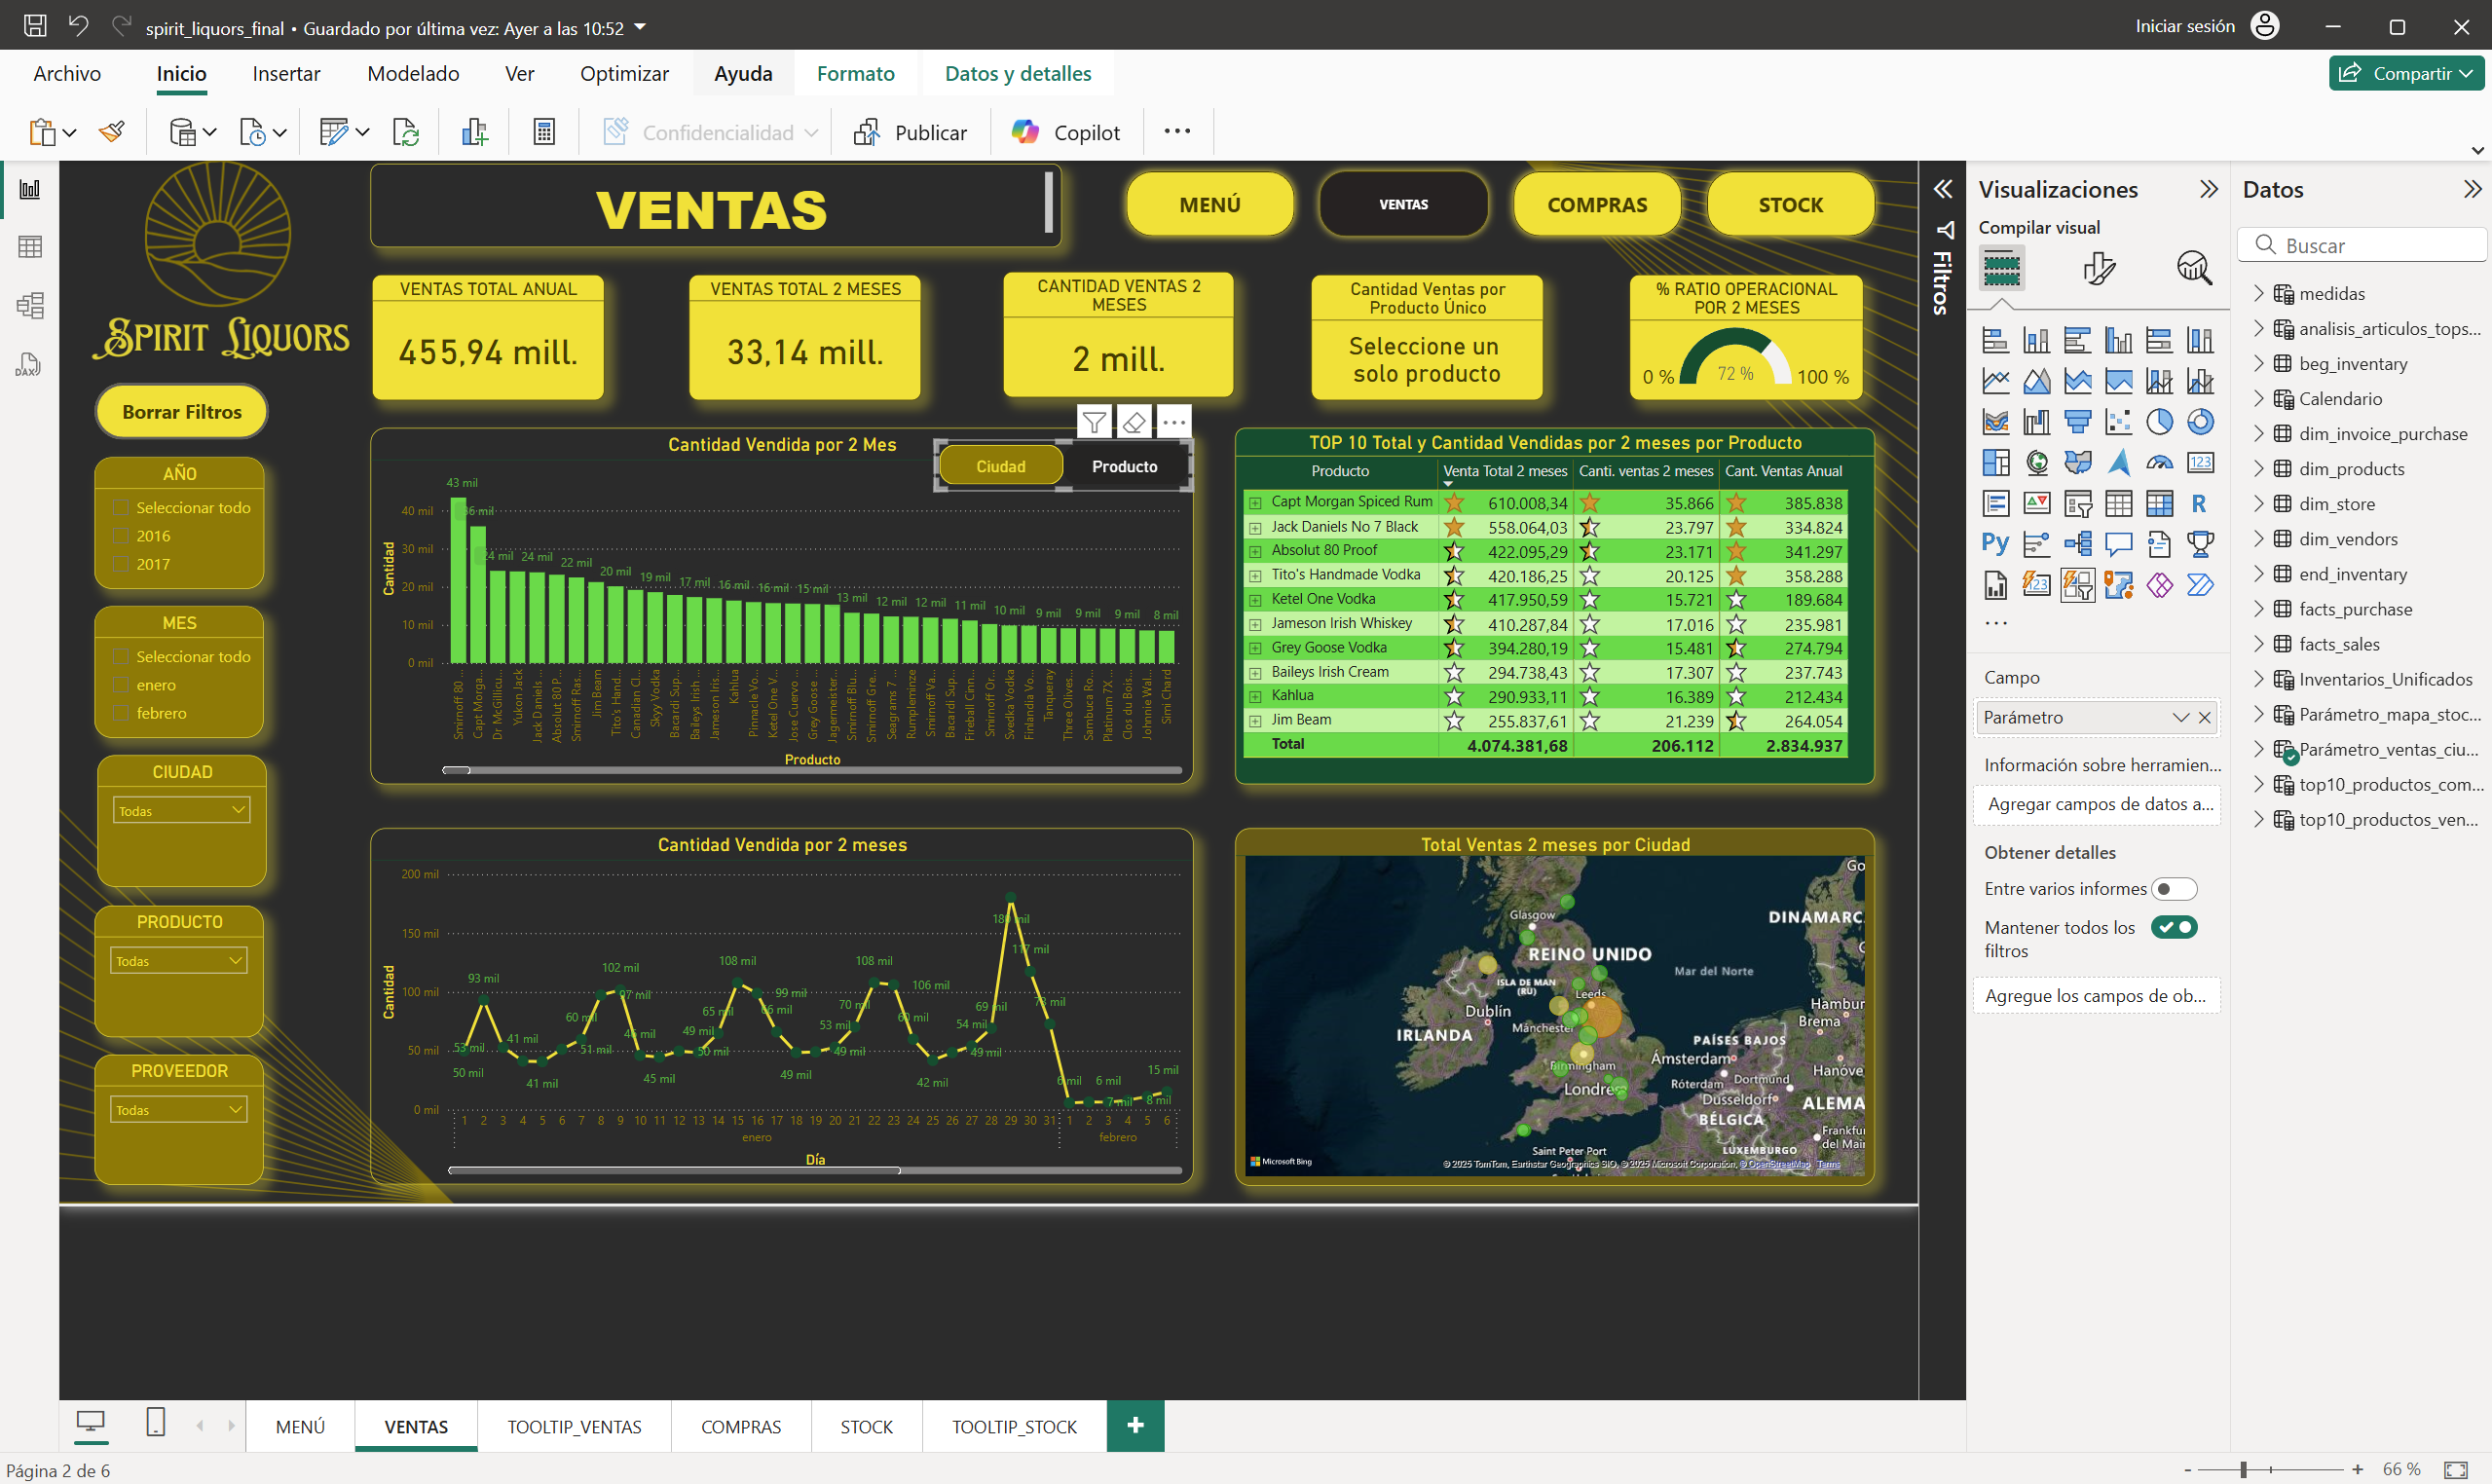 spirit_liquors_final • Guardado por última vez: Ayer a las 10:52
Iniciar sesión
Archivo
Inicio
Insertar
Modelado
Ver
Optimizar
Ayuda
Formato
Datos y detalles
Compartir
Confidencialidad
Publicar
Copilot
SPIRIT LIQUORS
VENTAS
MENÚ
VENTAS
COMPRAS
STOCK
VENTAS TOTAL ANUAL
455,94 mill.
VENTAS TOTAL 2 MESES
33,14 mill.
CANTIDAD VENTAS 2
MESES
2 mill.
Cantidad Ventas por
Producto Único
Seleccione un
solo producto
% RATIO OPERACIONAL
POR 2 MESES
0 %
72 %
100 %
Borrar Filtros
AÑO
Seleccionar todo
2016
2017
MES
Seleccionar todo
enero
febrero
CIUDAD
Todas
PRODUCTO
Todas
PROVEEDOR
Todas
Cantidad Vendida por 2 Mes
Ciudad
Producto
Cantidad
40 mil
30 mil
20 mil
10 mil
0 mil
43 mil
36 mil
24 mil
24 mil
22 mil
20 mil
19 mil
17 mil
16 mil
16 mil
15 mil
13 mil
12 mil
12 mil
11 mil
10 mil
9 mil
9 mil
9 mil
8 mil
Smirnoff 80...
Capt Morga...
Dr McGillicu...
Yukon Jack
Jack Daniels ...
Absolut 80 P...
Smirnoff Ras...
Jim Beam
Tito's Hand...
Canadian Cl...
Skyy Vodka
Bacardi Sup...
Baileys Irish ...
Jameson Iris...
Kahlua
Pinnacle Vo...
Ketel One V...
Jose Cuervo ...
Grey Goose ...
Jagermeister...
Smirnoff Blu...
Smirnoff Gre...
Seagrams 7 ...
Rumpleminze
Smirnoff Va...
Bacardi Sup...
Fireball Cinn...
Smirnoff Or...
Svedka Vodka
Finlandia Vo...
Tanqueray
Three Olives...
Sambuca Ro...
Platinum 7X ...
Clos du Bois...
Johnnie Wal...
Simi Chard
Producto
TOP 10 Total y Cantidad Vendidas por 2 meses por Producto
Producto Venta Total 2 meses Canti. ventas 2 meses Cant. Ventas Anual
Capt Morgan Spiced Rum 610.008,34 35.866 385.838
Jack Daniels No 7 Black 558.064,03 23.797 334.824
Absolut 80 Proof 422.095,29 23.171 341.297
Tito's Handmade Vodka 420.186,25 20.125 358.288
Ketel One Vodka 417.950,59 15.721 189.684
Jameson Irish Whiskey 410.287,84 17.016 235.981
Grey Goose Vodka 394.280,19 15.481 274.794
Baileys Irish Cream 294.738,43 17.307 237.743
Kahlua 290.933,11 16.389 212.434
Jim Beam 255.837,61 21.239 264.054
Total 4.074.381,68 206.112 2.834.937
Cantidad Vendida por 2 meses
Cantidad
200 mil
150 mil
100 mil
50 mil
0 mil
53 mil
50 mil
93 mil
41 mil
41 mil
60 mil
51 mil
102 mil
97 mil
46 mil
45 mil
49 mil
50 mil
65 mil
108 mil
99 mil
66 mil
49 mil
53 mil
49 mil
70 mil
108 mil
106 mil
42 mil
54 mil
49 mil
69 mil
180 mil
117 mil
73 mil
6 mil
6 mil
7 mil
8 mil
15 mil
1 2 3 4 5 6 7 8 9 10 11 12 13 14 15 16 17 18 19 20 21 22 23 24 25 26 27 28 29 30 31 1 2 3 4 5 6
enero
febrero
Día
Total Ventas 2 meses por Ciudad
Go
Glasgow
DINAMARC
REINO UNIDO
Mar del Norte
ISLA DE MAN
(RU)
Leeds
Dublín
Mánchester
Hambur
Brema
IRLANDA
PAÍSES BAJOS
Ámsterdam
Birmingham
Hanóve
Londres
Róterdam
Dortmund
Dusseldorf
ALEMA
BÉLGICA
Frankfu
del Mai
Saint Peter Port
LUXEMBURGO
Microsoft Bing
© 2025 TomTom, Earthstar Geographics SIO, © 2025 Microsoft Corporation, © OpenStreetMap Terms
Filtros
Visualizaciones
Compilar visual
123
R
Py
123
Campo
Parámetro
Información sobre herramien...
Agregar campos de datos a...
Obtener detalles
Entre varios informes
Mantener todos los
filtros
Agregue los campos de ob...
Datos
Buscar
medidas
analisis_articulos_tops...
beg_inventary
Calendario
dim_invoice_purchase
dim_products
dim_store
dim_vendors
end_inventary
facts_purchase
facts_sales
Inventarios_Unificados
Parámetro_mapa_stoc...
Parámetro_ventas_ciu...
top10_productos_com...
top10_productos_ven...
DAX
MENÚ
VENTAS
TOOLTIP_VENTAS
COMPRAS
STOCK
TOOLTIP_STOCK
Página 2 de 6
66 %